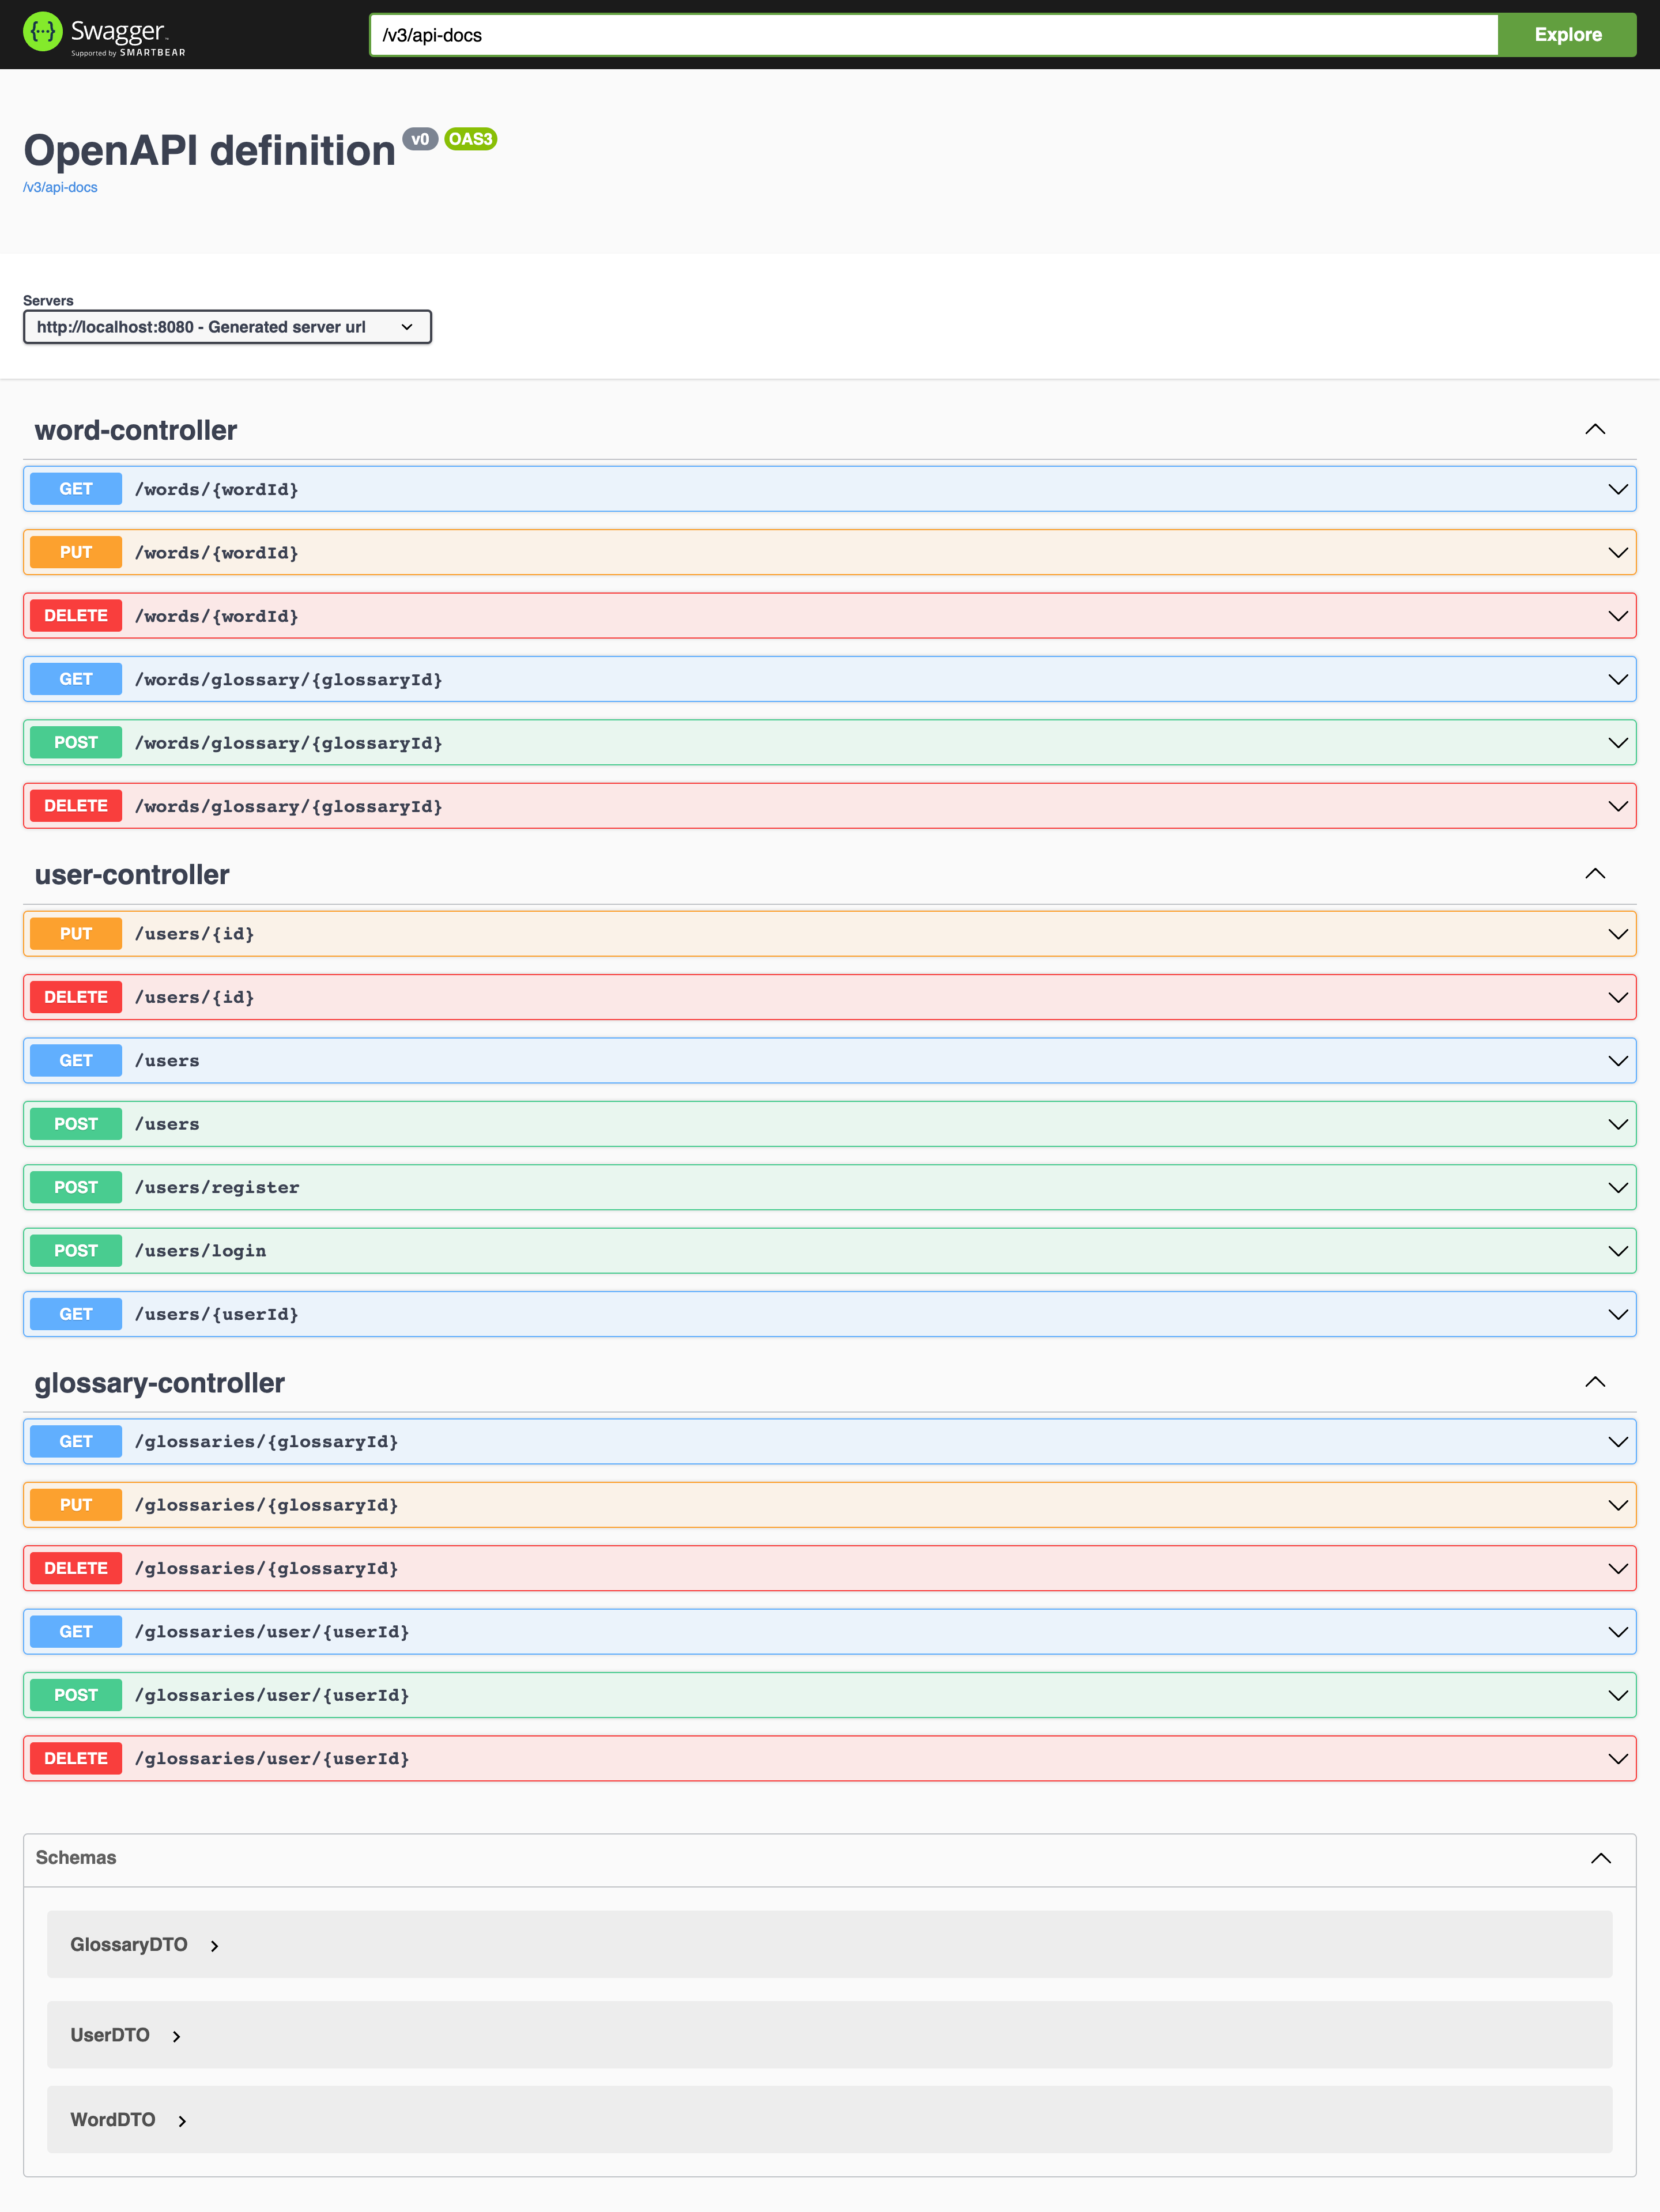 Swagger
Supported by SMARTBEAR
/v3/api-docs
Explore
OpenAPI definition v0 OAS3
/v3/api-docs
Servers
http://localhost:8080 - Generated server url
word-controller
GET /words/{wordId}
PUT /words/{wordId}
DELETE /words/{wordId}
GET /words/glossary/{glossaryId}
POST /words/glossary/{glossaryId}
DELETE /words/glossary/{glossaryId}
user-controller
PUT /users/{id}
DELETE /users/{id}
GET /users
POST /users
POST /users/register
POST /users/login
GET /users/{userId}
glossary-controller
GET /glossaries/{glossaryId}
PUT /glossaries/{glossaryId}
DELETE /glossaries/{glossaryId}
GET /glossaries/user/{userId}
POST /glossaries/user/{userId}
DELETE /glossaries/user/{userId}
Schemas
GlossaryDTO
UserDTO
WordDTO